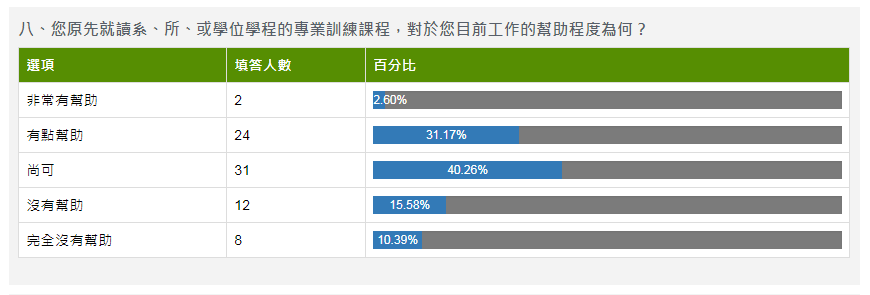 八、您原先就讀系、所、或學位學程的專業訓練課程，對於您目前工作的幫助程度為何？
選項 填答人數 百分比
非常有幫助 2 2.60%
有點幫助 24 31.17%
尚可 31 40.26%
沒有幫助 12 15.58%
完全沒有幫助 8 10.39%